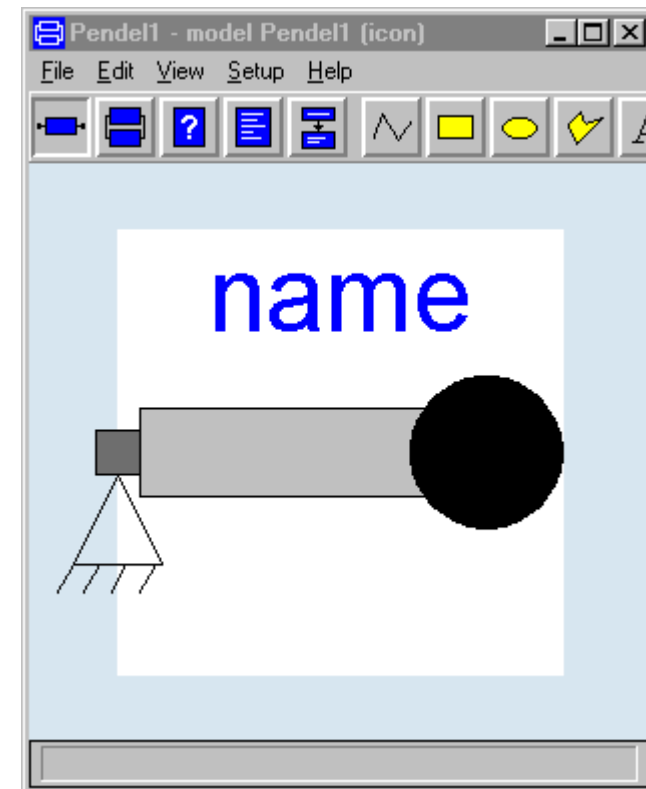 Pendel1 - model Pendel1 (icon)
File Edit View Setup Help
?
A
name